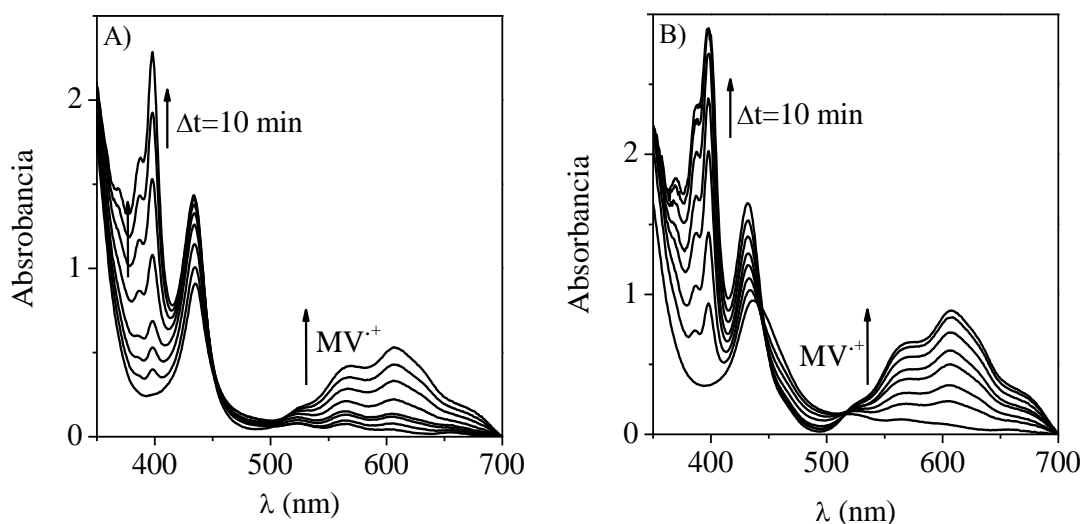 A)
2
Δt=10 min
Absrobancia
1
MV·+
0
400 500 600 700
λ (nm)
B)
Δt=10 min
2
Absorbancia
1
MV·+
0
400 500 600 700
λ (nm)